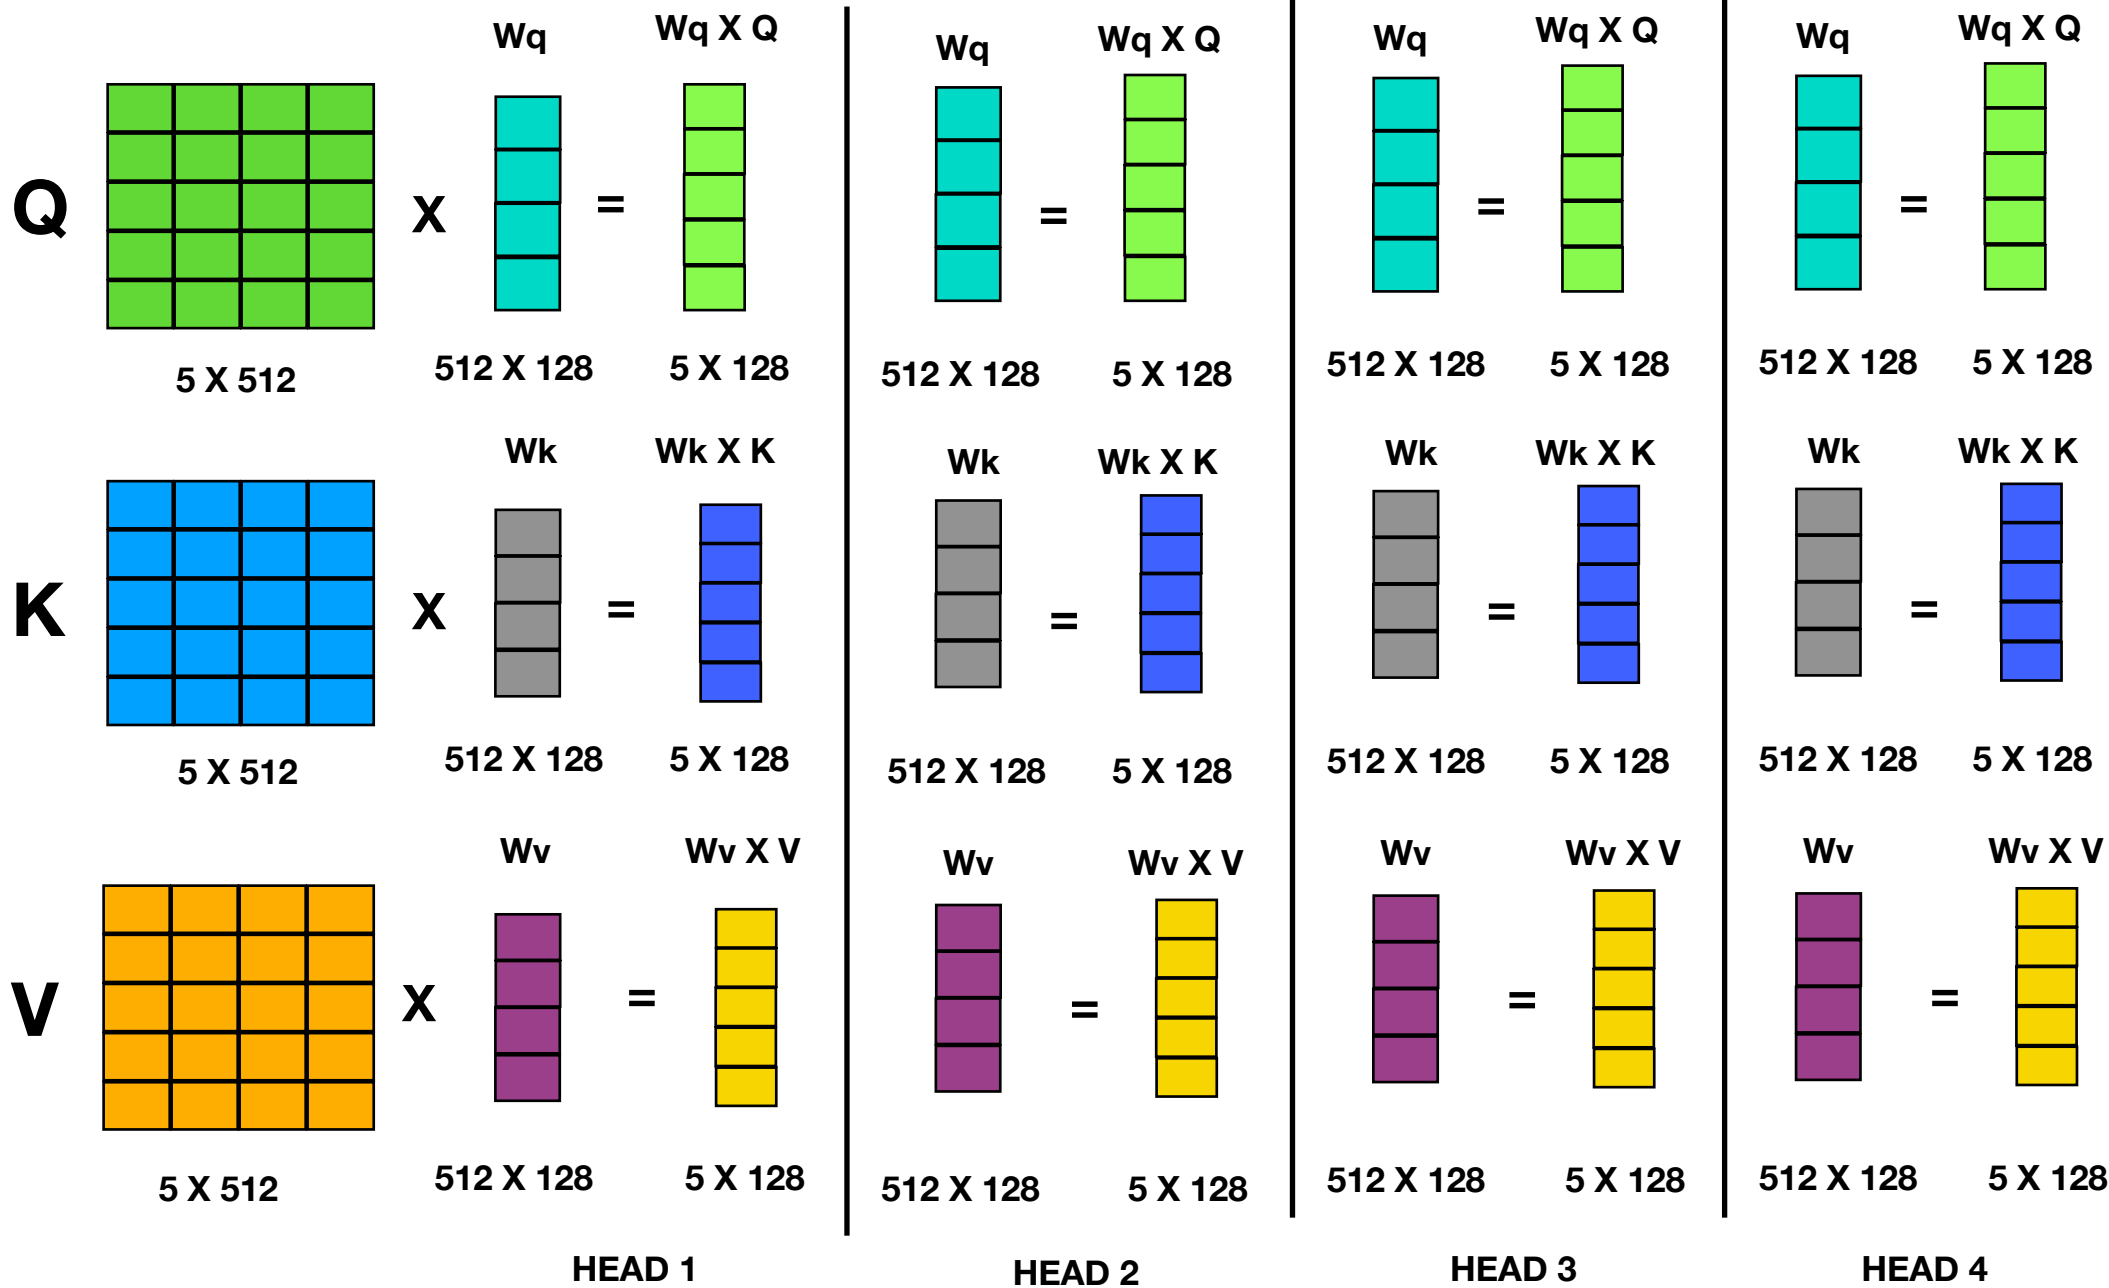 Wq Wq X Q Wq Wq X Q Wq Wq X Q Wq Wq X Q
Q X = = = =
5 X 512 512 X 128 5 X 128 512 X 128 5 X 128 512 X 128 5 X 128 512 X 128 5 X 128
Wk Wk X K Wk Wk X K Wk Wk X K Wk Wk X K
K X = = = =
5 X 512 512 X 128 5 X 128 512 X 128 5 X 128 512 X 128 5 X 128 512 X 128 5 X 128
Wv Wv X V Wv Wv X V Wv Wv X V Wv Wv X V
V X = = = =
5 X 512 512 X 128 5 X 128 512 X 128 5 X 128 512 X 128 5 X 128 512 X 128 5 X 128
HEAD 1 HEAD 2 HEAD 3 HEAD 4